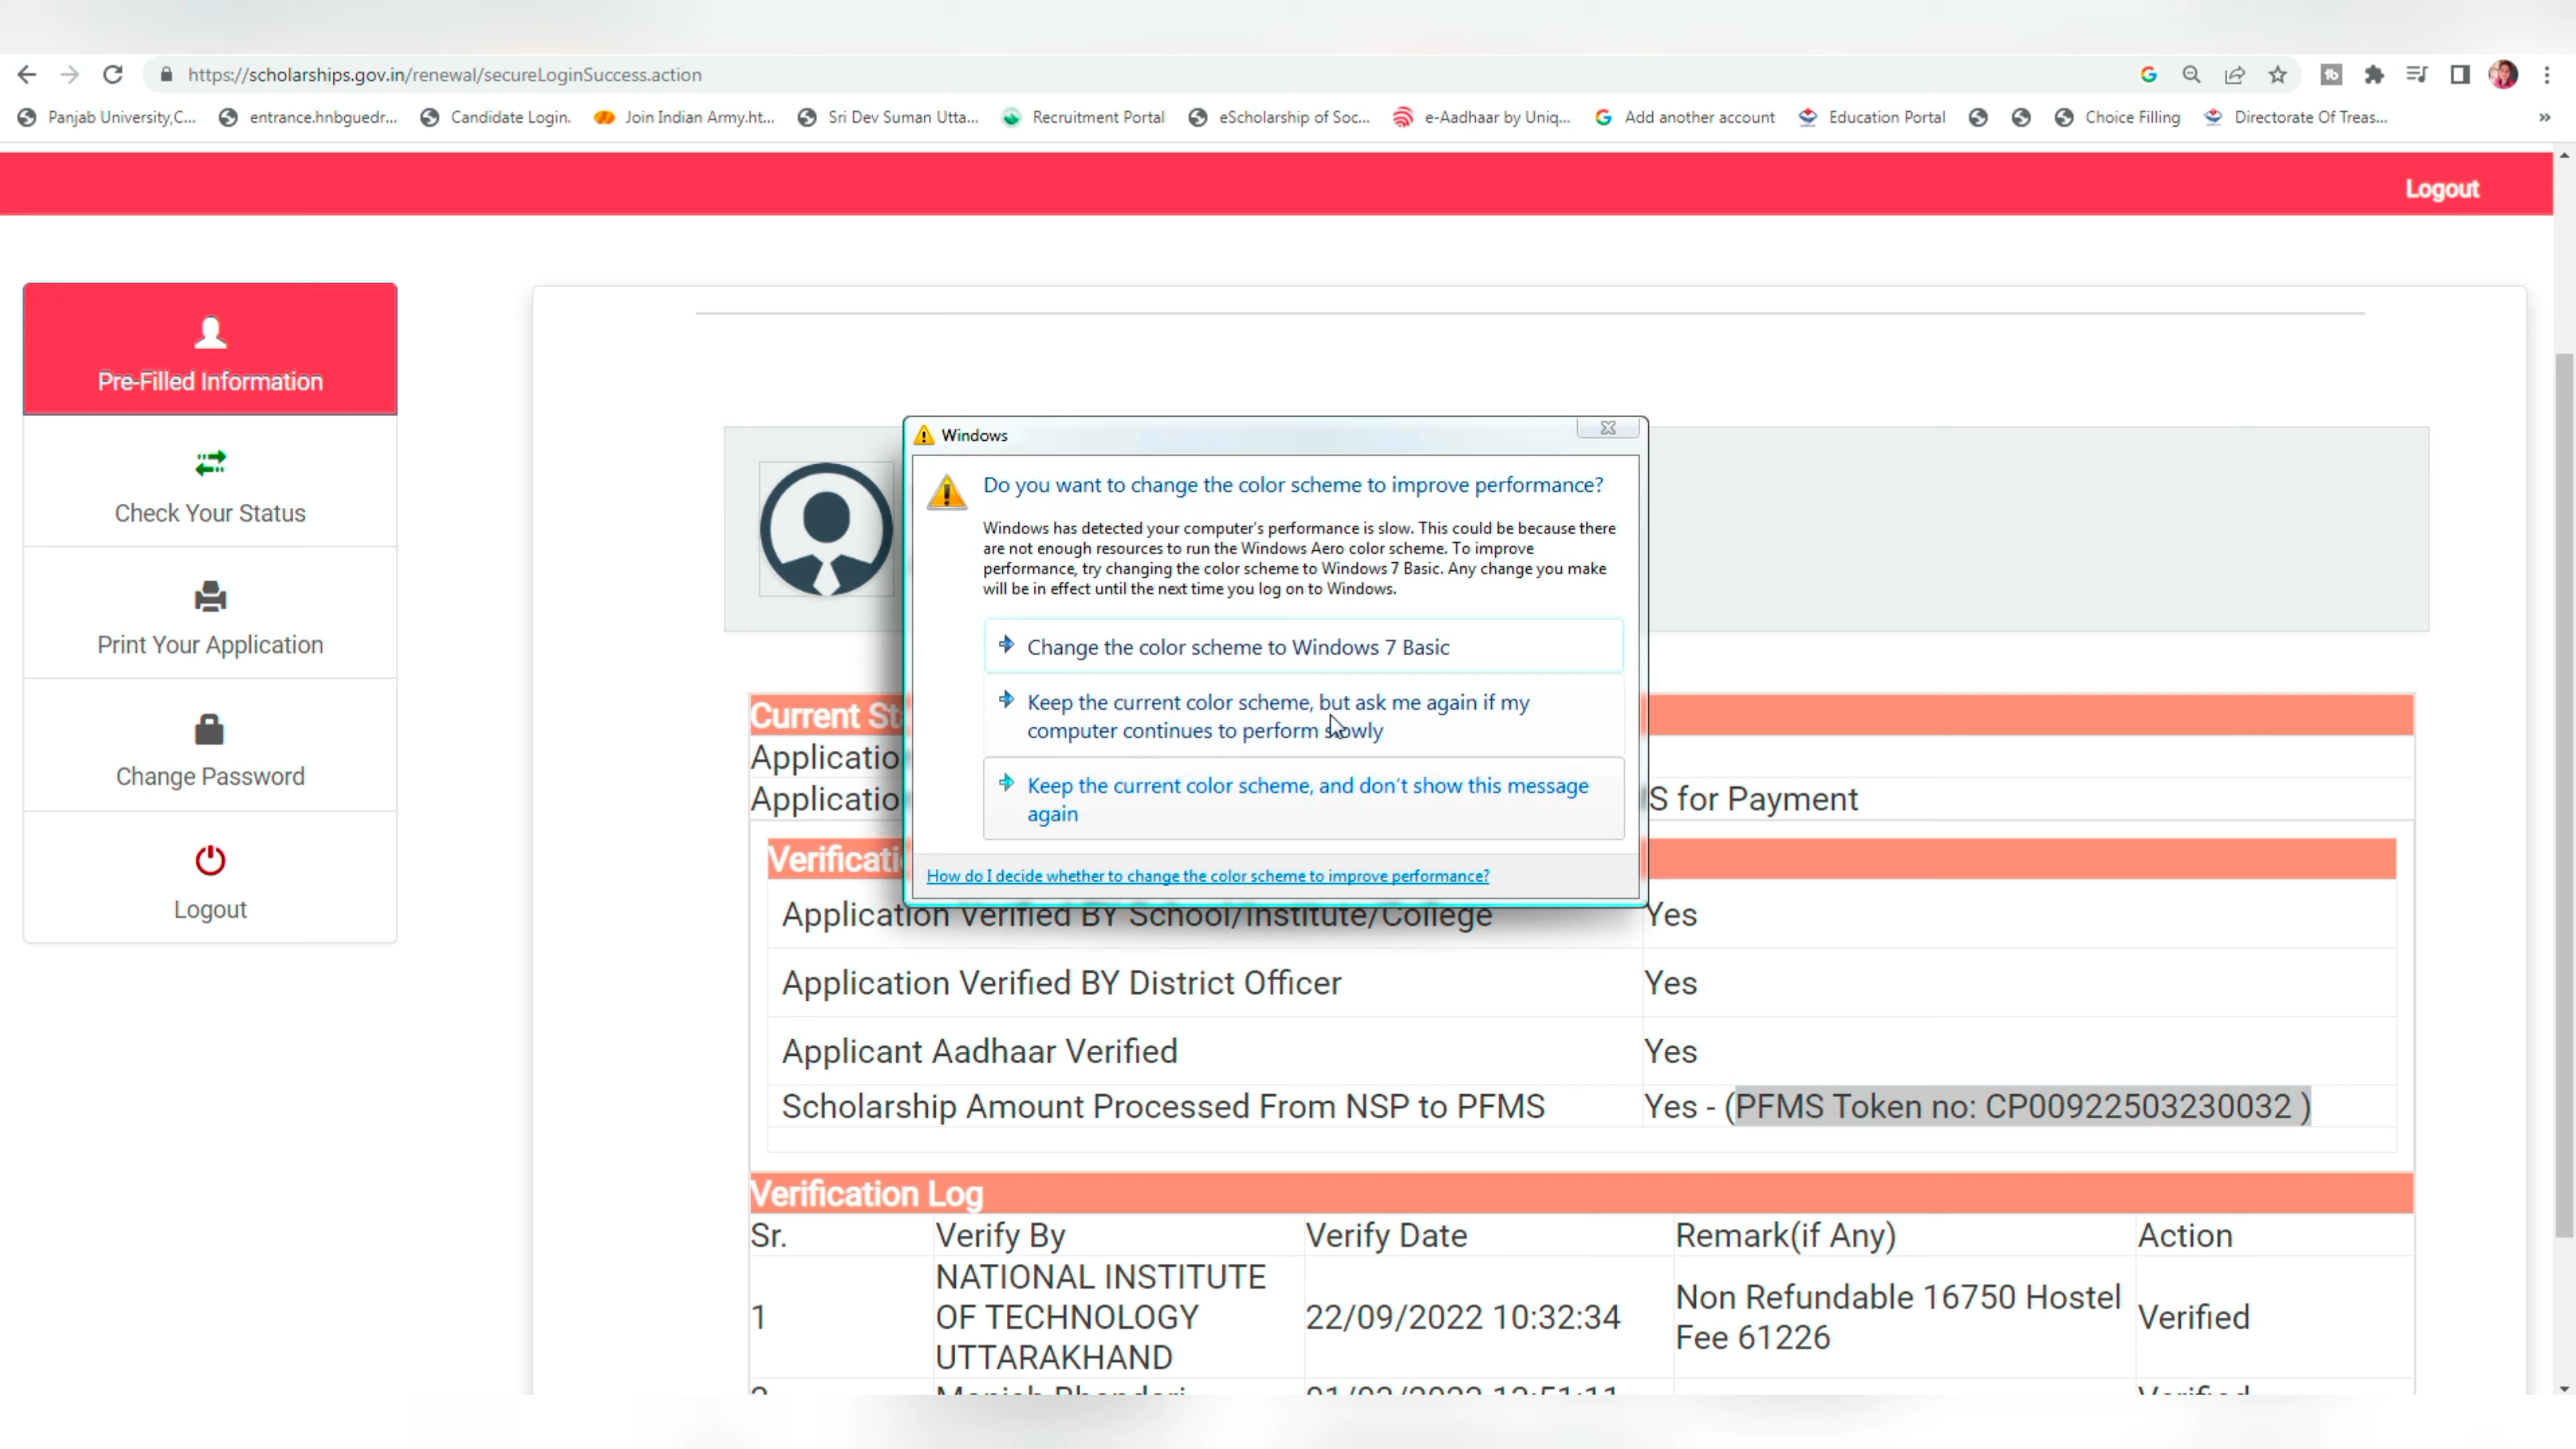 https://scholarships.gov.in/renewal/secureLoginSuccess.action
Panjab University,C... entrance.hnbguedr... Candidate Login. Join Indian Army.ht... Sri Dev Suman Utta... Recruitment Portal eScholarship of Soc... e-Aadhaar by Uniq... Add another account Education Portal Choice Filling Directorate Of Treas... »
Logout
Pre-Filled Information
Check Your Status
Print Your Application
Change Password
Logout
Windows
Do you want to change the color scheme to improve performance?
Windows has detected your computer's performance is slow. This could be because there
are not enough resources to run the Windows Aero color scheme. To improve
performance, try changing the color scheme to Windows 7 Basic. Any change you make
will be in effect until the next time you log on to Windows.
Change the color scheme to Windows 7 Basic
Keep the current color scheme, but ask me again if my
computer continues to perform slowly
Keep the current color scheme, and don't show this message
again
How do I decide whether to change the color scheme to improve performance?
Current St
Applicatio
Applicatio S for Payment
Verificati
Application Verified BY School/Institute/College Yes
Application Verified BY District Officer Yes
Applicant Aadhaar Verified Yes
Scholarship Amount Processed From NSP to PFMS Yes - (PFMS Token no: CP00922503230032 )
Verification Log
Sr. Verify By Verify Date Remark(if Any) Action
1 NATIONAL INSTITUTE OF TECHNOLOGY UTTARAKHAND 22/09/2022 10:32:34 Non Refundable 16750 Hostel Fee 61226 Verified